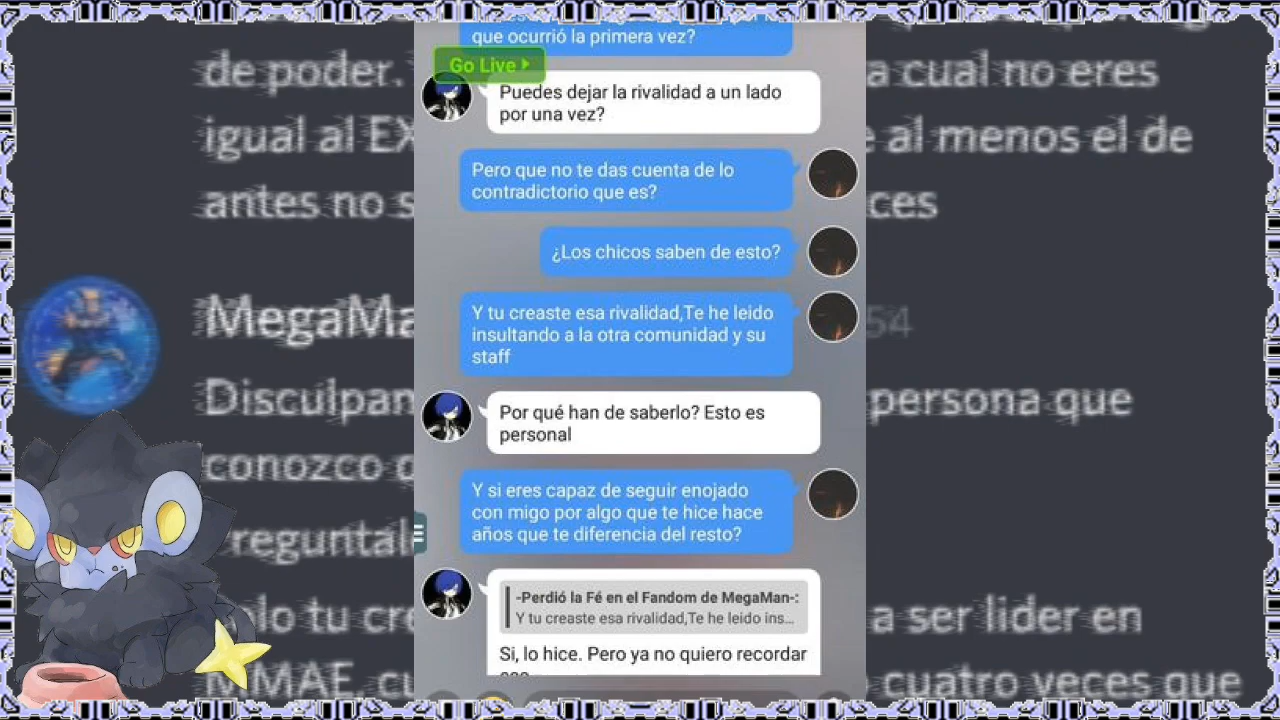 que ocurrió la primera vez?
Go Live
Puedes dejar la rivalidad a un lado
por una vez?
Pero que no te das cuenta de lo
contradictorio que es?
¿Los chicos saben de esto?
Y tu creaste esa rivalidad,Te he leido
insultando a la otra comunidad y su
staff
Por qué han de saberlo? Esto es
personal
Y si eres capaz de seguir enojado
con migo por algo que te hice hace
años que te diferencia del resto?
-Perdió la Fé en el Fandom de MegaMan-:
Y tu creaste esa rivalidad,Te he leido ins...
Si, lo hice. Pero ya no quiero recordar
de poder. a cual no eres
igual al EX al menos el de
antes no s
MegaMa 54
Disculpan persona que
conozco
a ser lider en
cuatro veces que